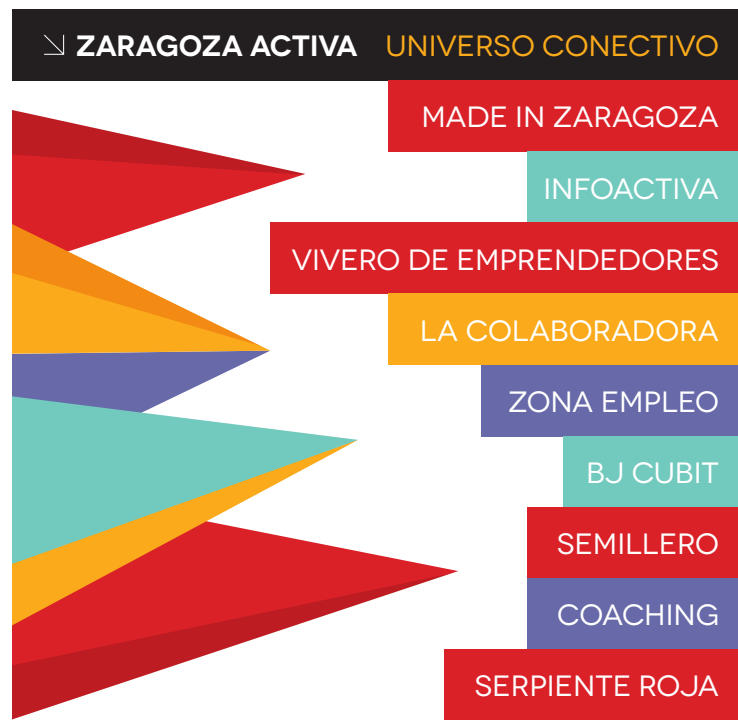 ZARAGOZA ACTIVA UNIVERSO CONECTIVO
MADE IN ZARAGOZA
INFOACTIVA
VIVERO DE EMPRENDEDORES
LA COLABORADORA
ZONA EMPLEO
BJ CUBIT
SEMILLERO
COACHING
SERPIENTE ROJA